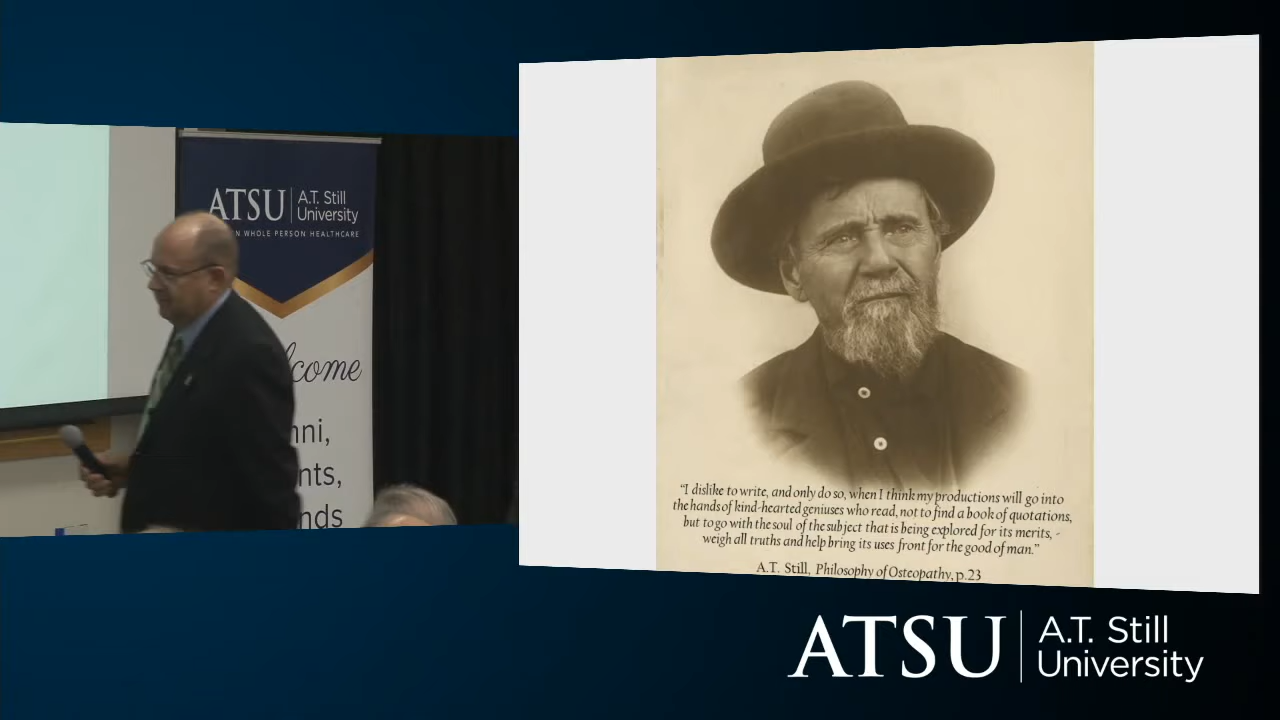 ATSU
A.T. Still
University
N WHOLE PERSON HEALTHCARE
lcome
nni,
nts,
nds
"I dislike to write, and only do so, when I think my productions will go into
the hands of kind-hearted geniuses who read, not to find a book of quotations,
but to go with the soul of the subject that is being explored for its merits, -
weigh all truths and help bring its uses front for the good of man."
A.T. Still, Philosophy of Osteopathy, p.23
ATSU
A.T. Still
University